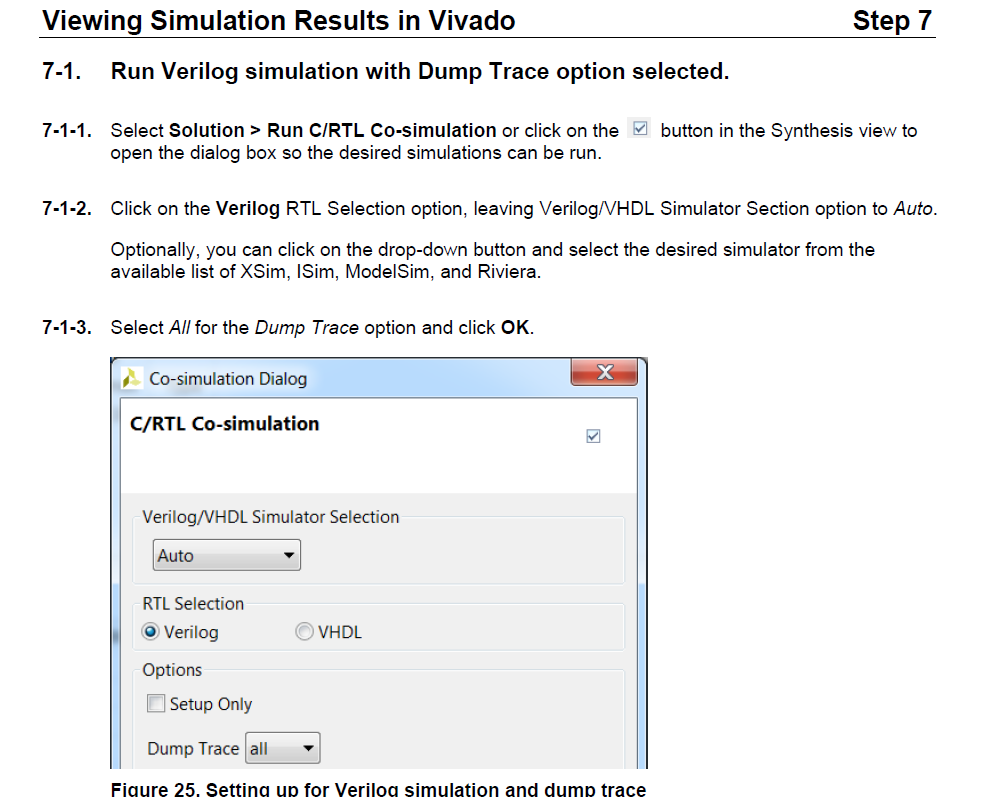 Viewing Simulation Results in Vivado Step 7
7-1. Run Verilog simulation with Dump Trace option selected.
7-1-1. Select Solution > Run C/RTL Co-simulation or click on the button in the Synthesis view to
open the dialog box so the desired simulations can be run.
7-1-2. Click on the Verilog RTL Selection option, leaving Verilog/VHDL Simulator Section option to Auto.
Optionally, you can click on the drop-down button and select the desired simulator from the
available list of XSim, ISim, ModelSim, and Riviera.
7-1-3. Select All for the Dump Trace option and click OK.
Co-simulation Dialog
C/RTL Co-simulation
Verilog/VHDL Simulator Selection
Auto
RTL Selection
Verilog VHDL
Options
Setup Only
Dump Trace all
Figure 25. Setting up for Verilog simulation and dump trace